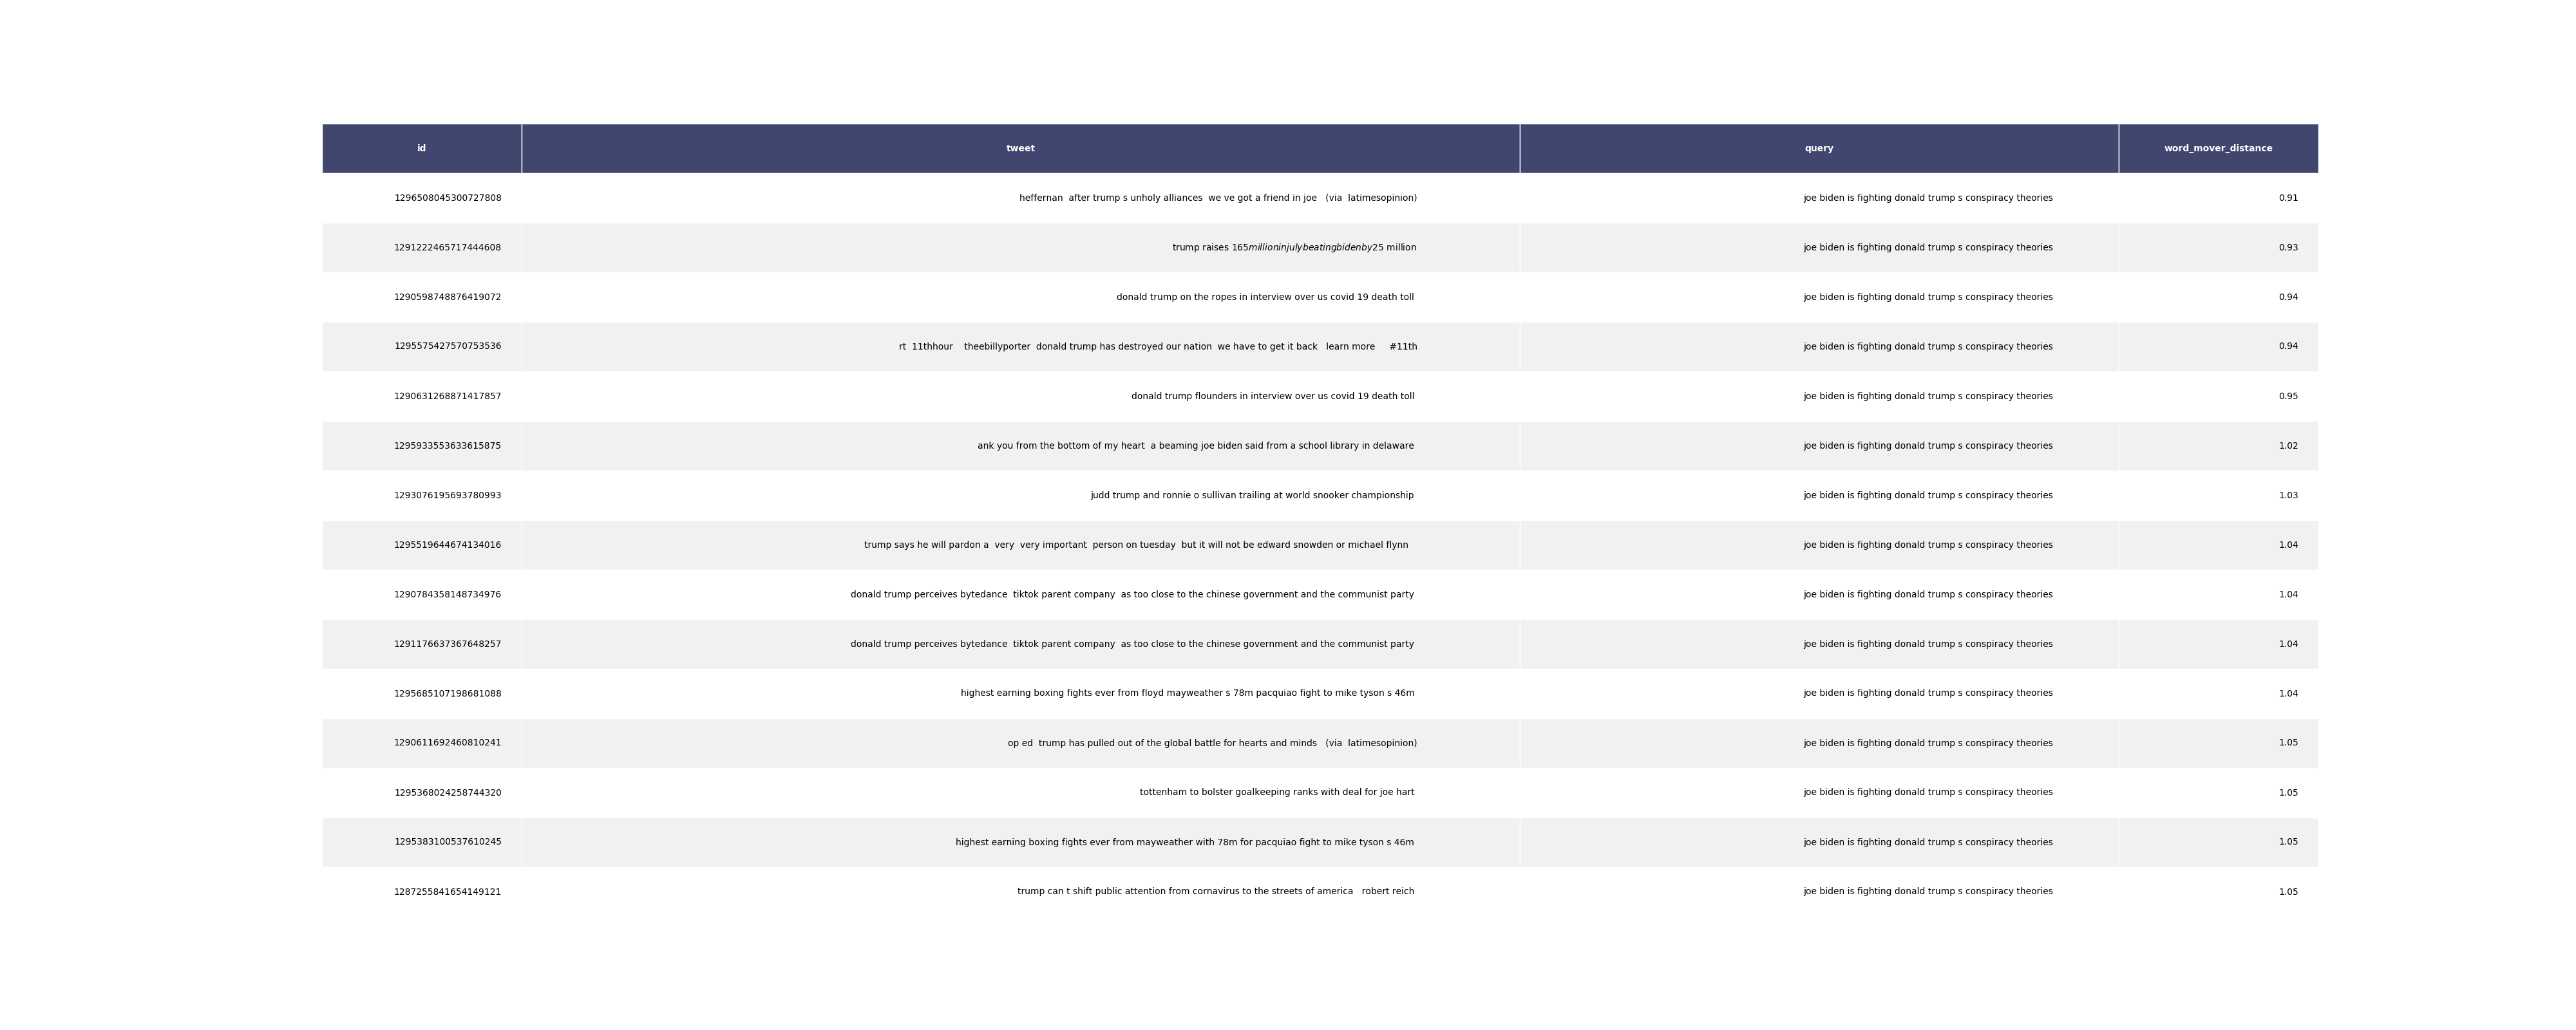 id tweet query word_mover_distance
1296508045300727808 heffernan after trump s unholy alliances we ve got a friend in joe (via latimesopinion) joe biden is fighting donald trump s conspiracy theories 0.91
1291222465717444608 trump raises 165millioninjulybeatingbidenby25 million joe biden is fighting donald trump s conspiracy theories 0.93
1290598748876419072 donald trump on the ropes in interview over us covid 19 death toll joe biden is fighting donald trump s conspiracy theories 0.94
1295575427570753536 rt 11thhour theebillyporter donald trump has destroyed our nation we have to get it back learn more #11th joe biden is fighting donald trump s conspiracy theories 0.94
1290631268871417857 donald trump flounders in interview over us covid 19 death toll joe biden is fighting donald trump s conspiracy theories 0.95
1295933553633615875 ank you from the bottom of my heart a beaming joe biden said from a school library in delaware joe biden is fighting donald trump s conspiracy theories 1.02
1293076195693780993 judd trump and ronnie o sullivan trailing at world snooker championship joe biden is fighting donald trump s conspiracy theories 1.03
1295519644674134016 trump says he will pardon a very very important person on tuesday but it will not be edward snowden or michael flynn joe biden is fighting donald trump s conspiracy theories 1.04
1290784358148734976 donald trump perceives bytedance tiktok parent company as too close to the chinese government and the communist party joe biden is fighting donald trump s conspiracy theories 1.04
1291176637367648257 donald trump perceives bytedance tiktok parent company as too close to the chinese government and the communist party joe biden is fighting donald trump s conspiracy theories 1.04
1295685107198681088 highest earning boxing fights ever from floyd mayweather s 78m pacquiao fight to mike tyson s 46m joe biden is fighting donald trump s conspiracy theories 1.04
1290611692460810241 op ed trump has pulled out of the global battle for hearts and minds (via latimesopinion) joe biden is fighting donald trump s conspiracy theories 1.05
1295368024258744320 tottenham to bolster goalkeeping ranks with deal for joe hart joe biden is fighting donald trump s conspiracy theories 1.05
1295383100537610245 highest earning boxing fights ever from mayweather with 78m for pacquiao fight to mike tyson s 46m joe biden is fighting donald trump s conspiracy theories 1.05
1287255841654149121 trump can t shift public attention from cornavirus to the streets of america robert reich joe biden is fighting donald trump s conspiracy theories 1.05